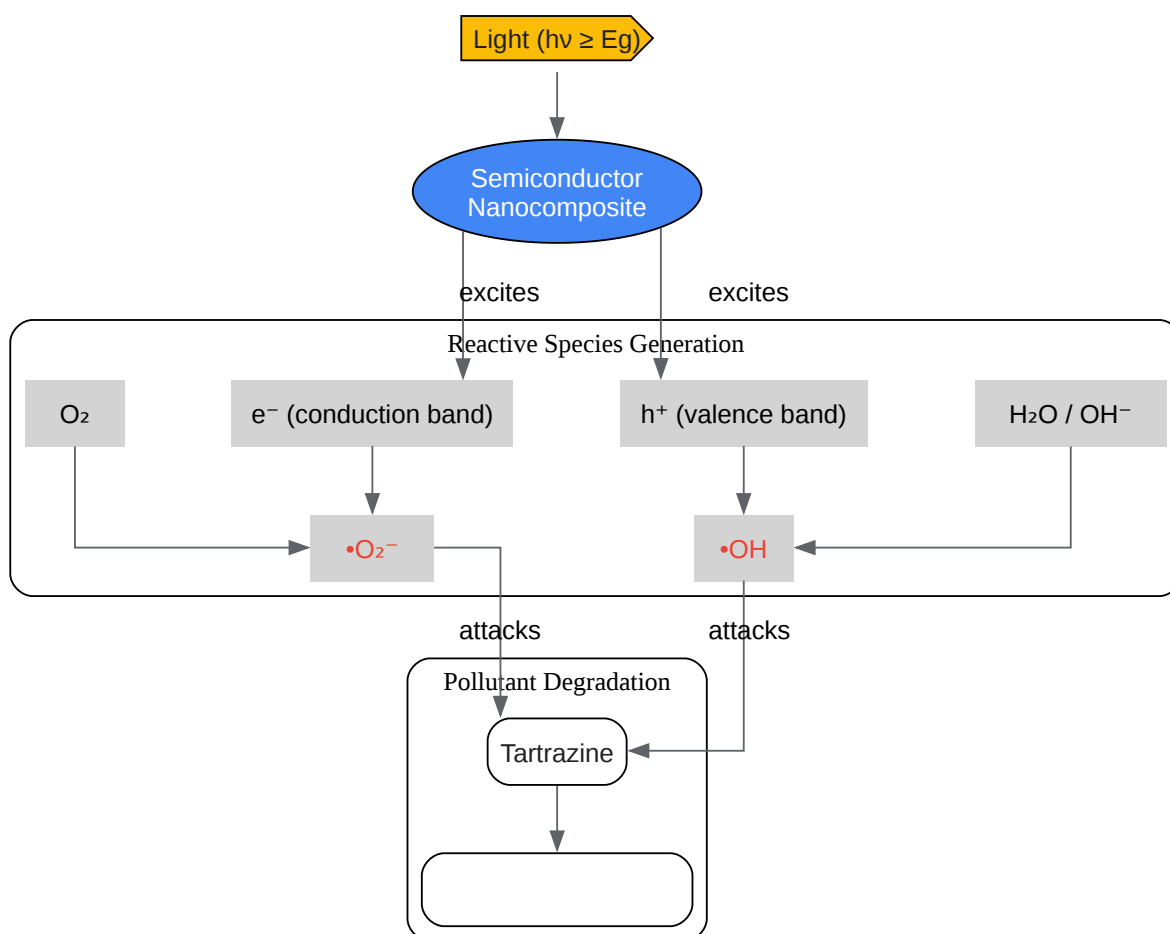 Light (hν ≥ Eg)
Semiconductor
Nanocomposite
excites
excites
Reactive Species Generation
O₂
e⁻ (conduction band)
h⁺ (valence band)
H₂O / OH⁻
•O₂⁻
•OH
attacks
attacks
Pollutant Degradation
Tartrazine